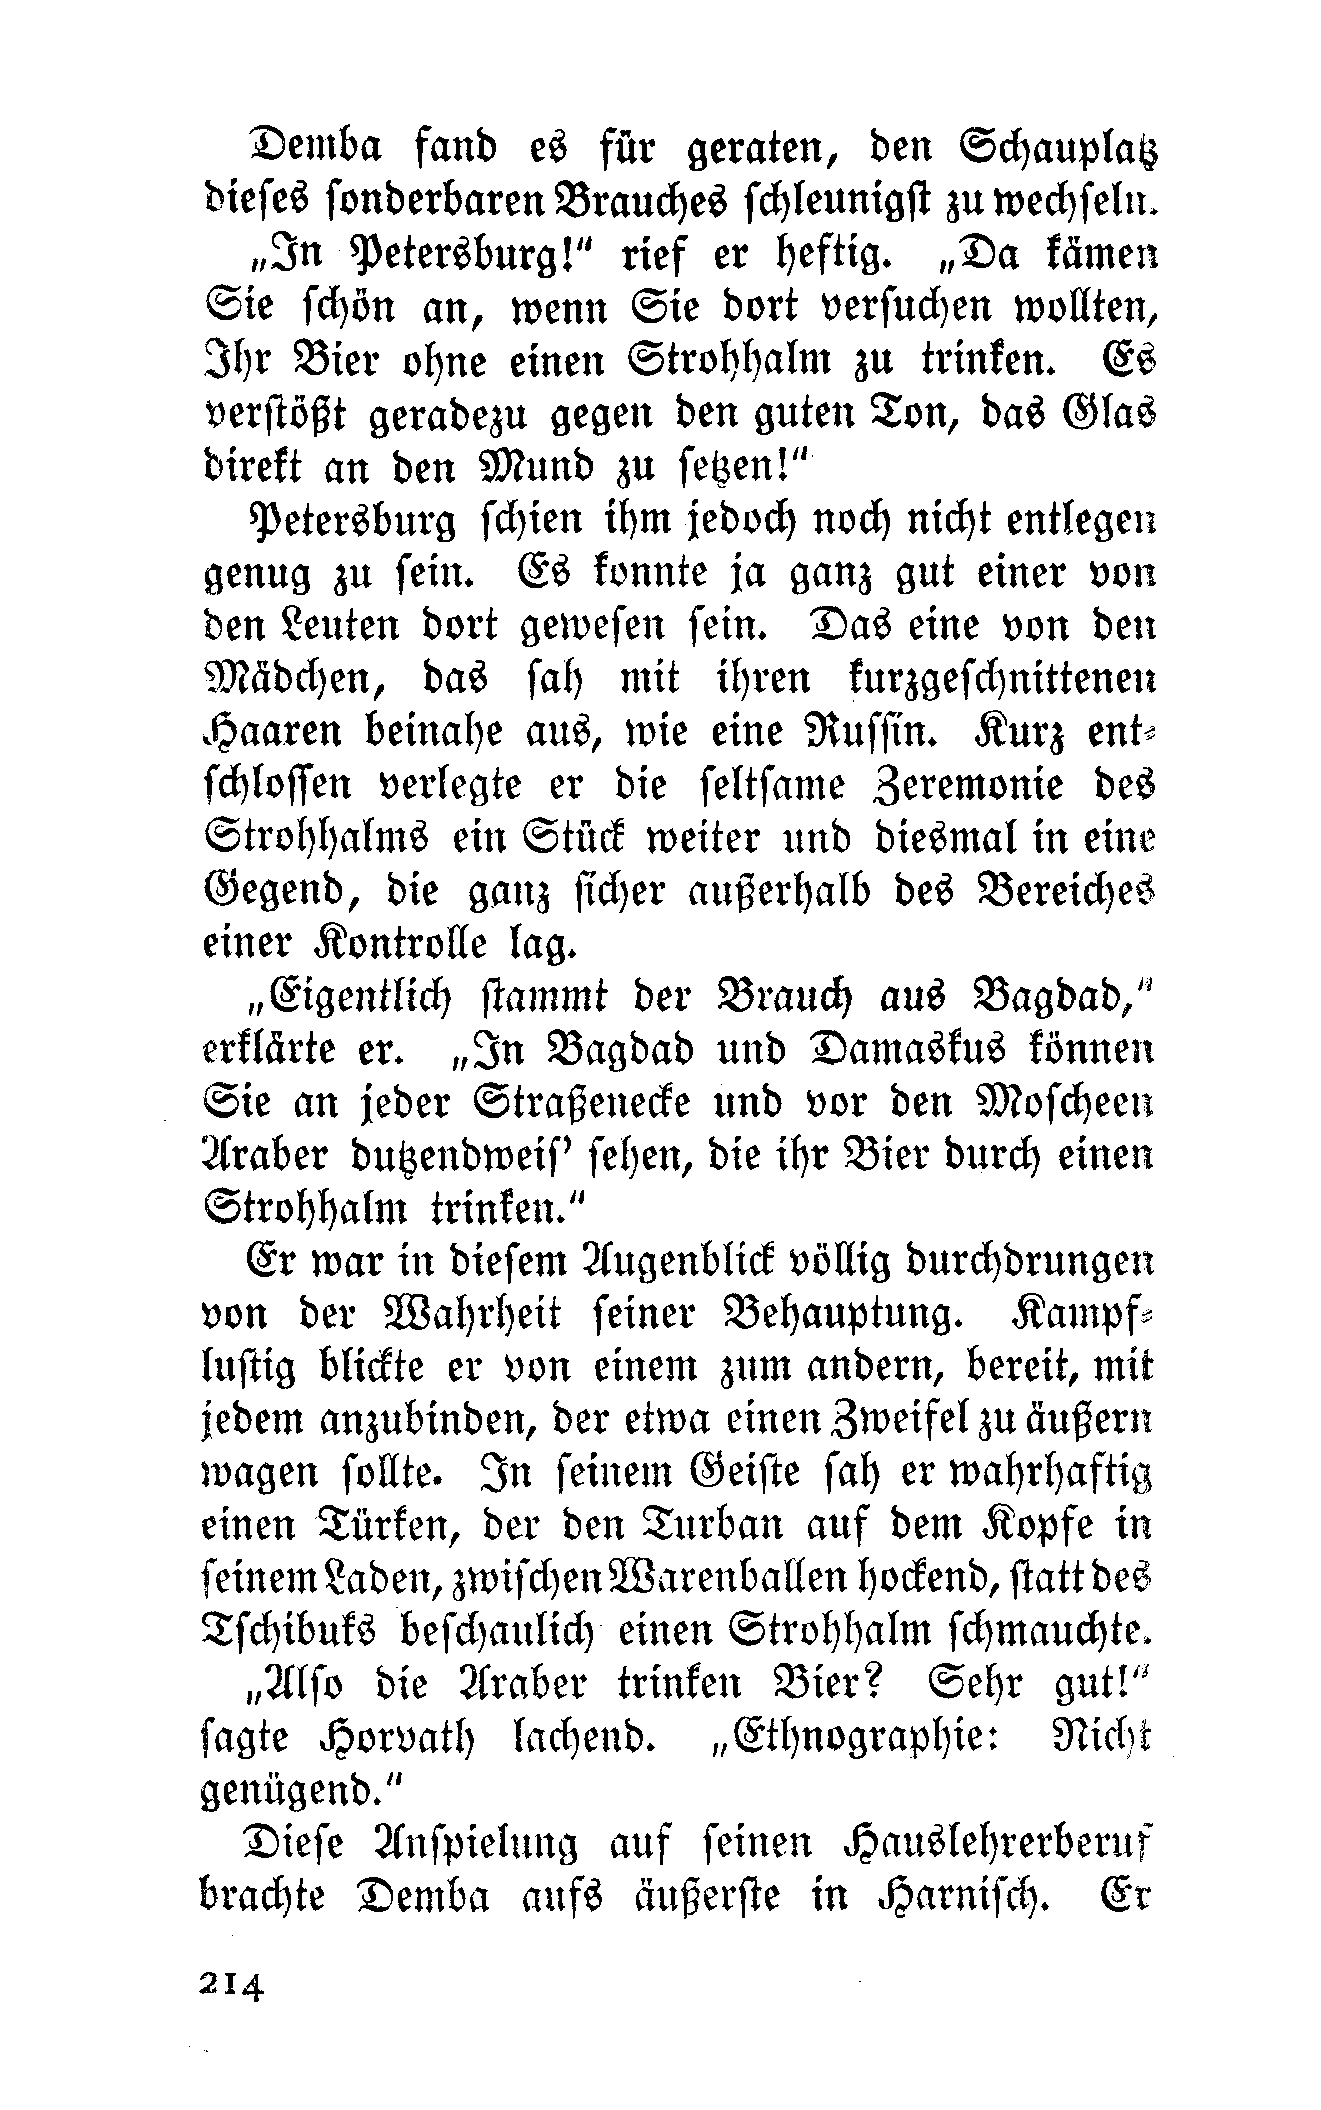 Demba fand es für geraten, den Schauplatz
dieses sonderbaren Brauches schleunigst zu wechseln.
„In Petersburg!“ rief er heftig. „Da kämen
Sie schön an, wenn Sie dort versuchen wollten,
Ihr Bier ohne einen Strohhalm zu trinken. Es
verstößt geradezu gegen den guten Ton, das Glas
direkt an den Mund zu setzen!“
Petersburg schien ihm jedoch noch nicht entlegen
genug zu sein. Es konnte ja ganz gut einer von
den Leuten dort gewesen sein. Das eine von den
Mädchen, das sah mit ihren kurzgeschnittenen
Haaren beinahe aus, wie eine Russin. Kurz ent-
schlossen verlegte er die seltsame Zeremonie des
Strohhalms ein Stück weiter und diesmal in eine
Gegend, die ganz sicher außerhalb des Bereiches
einer Kontrolle lag.
„Eigentlich stammt der Brauch aus Bagdad,“
erklärte er. „In Bagdad und Damaskus können
Sie an jeder Straßenecke und vor den Moscheen
Araber dutzendweis’ sehen, die ihr Bier durch einen
Strohhalm trinken.“
Er war in diesem Augenblick völlig durchdrungen
von der Wahrheit seiner Behauptung. Kampf-
lustig blickte er von einem zum andern, bereit, mit
jedem anzubinden, der etwa einen Zweifel zu äußern
wagen sollte. In seinem Geiste sah er wahrhaftig
einen Türken, der den Turban auf dem Kopfe in
seinem Laden, zwischen Warenballen hockend, statt des
Tschibuks beschaulich einen Strohhalm schmauchte.
„Also die Araber trinken Bier? Sehr gut!“
sagte Horvath lachend. „Ethnographie: Nicht
genügend.“
Diese Anspielung auf seinen Hauslehrerberuf
brachte Demba aufs äußerste in Harnisch. Er
214